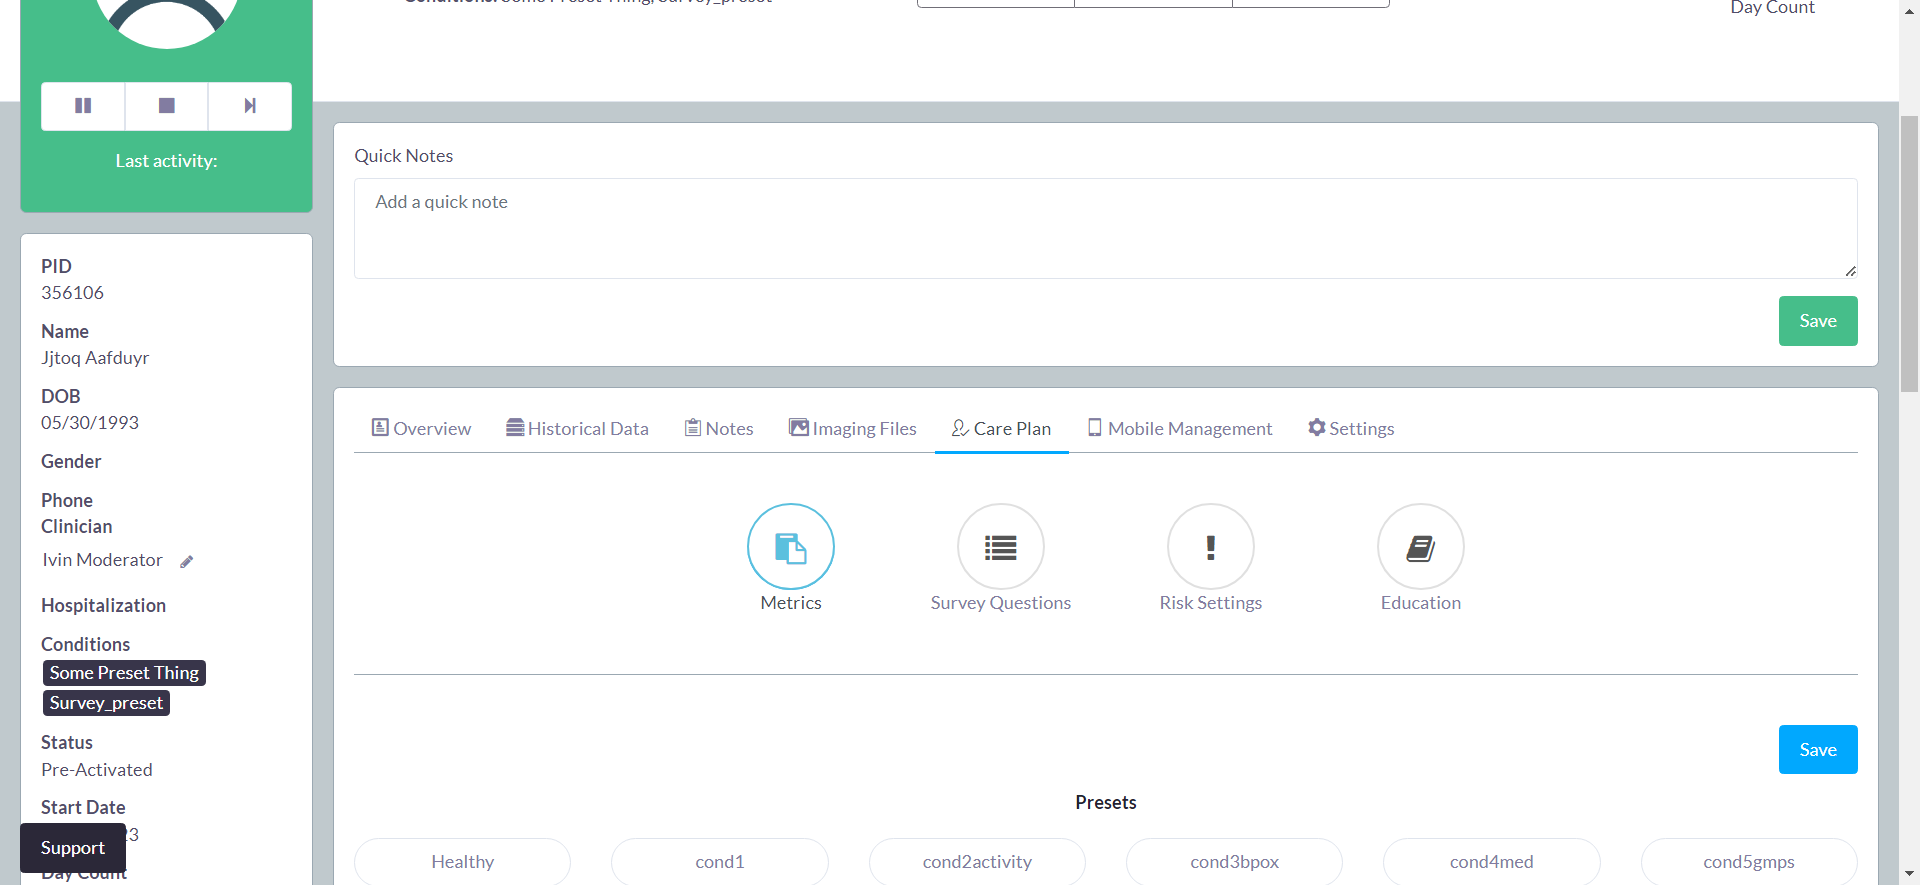 Conditions: Some Preset Thing, Survey_preset
Day Count
Last activity:
PID
356106
Name
Jjtoq Aafduyr
DOB
05/30/1993
Gender
Phone
Clinician
Ivin Moderator
Hospitalization
Conditions
Some Preset Thing
Survey_preset
Status
Pre-Activated
Start Date
23
Support
Day Count
Quick Notes
Add a quick note
Save
Overview
Historical Data
Notes
Imaging Files
Care Plan
Mobile Management
Settings
Metrics
Survey Questions
Risk Settings
Education
Save
Presets
Healthy
cond1
cond2activity
cond3bpox
cond4med
cond5gmps